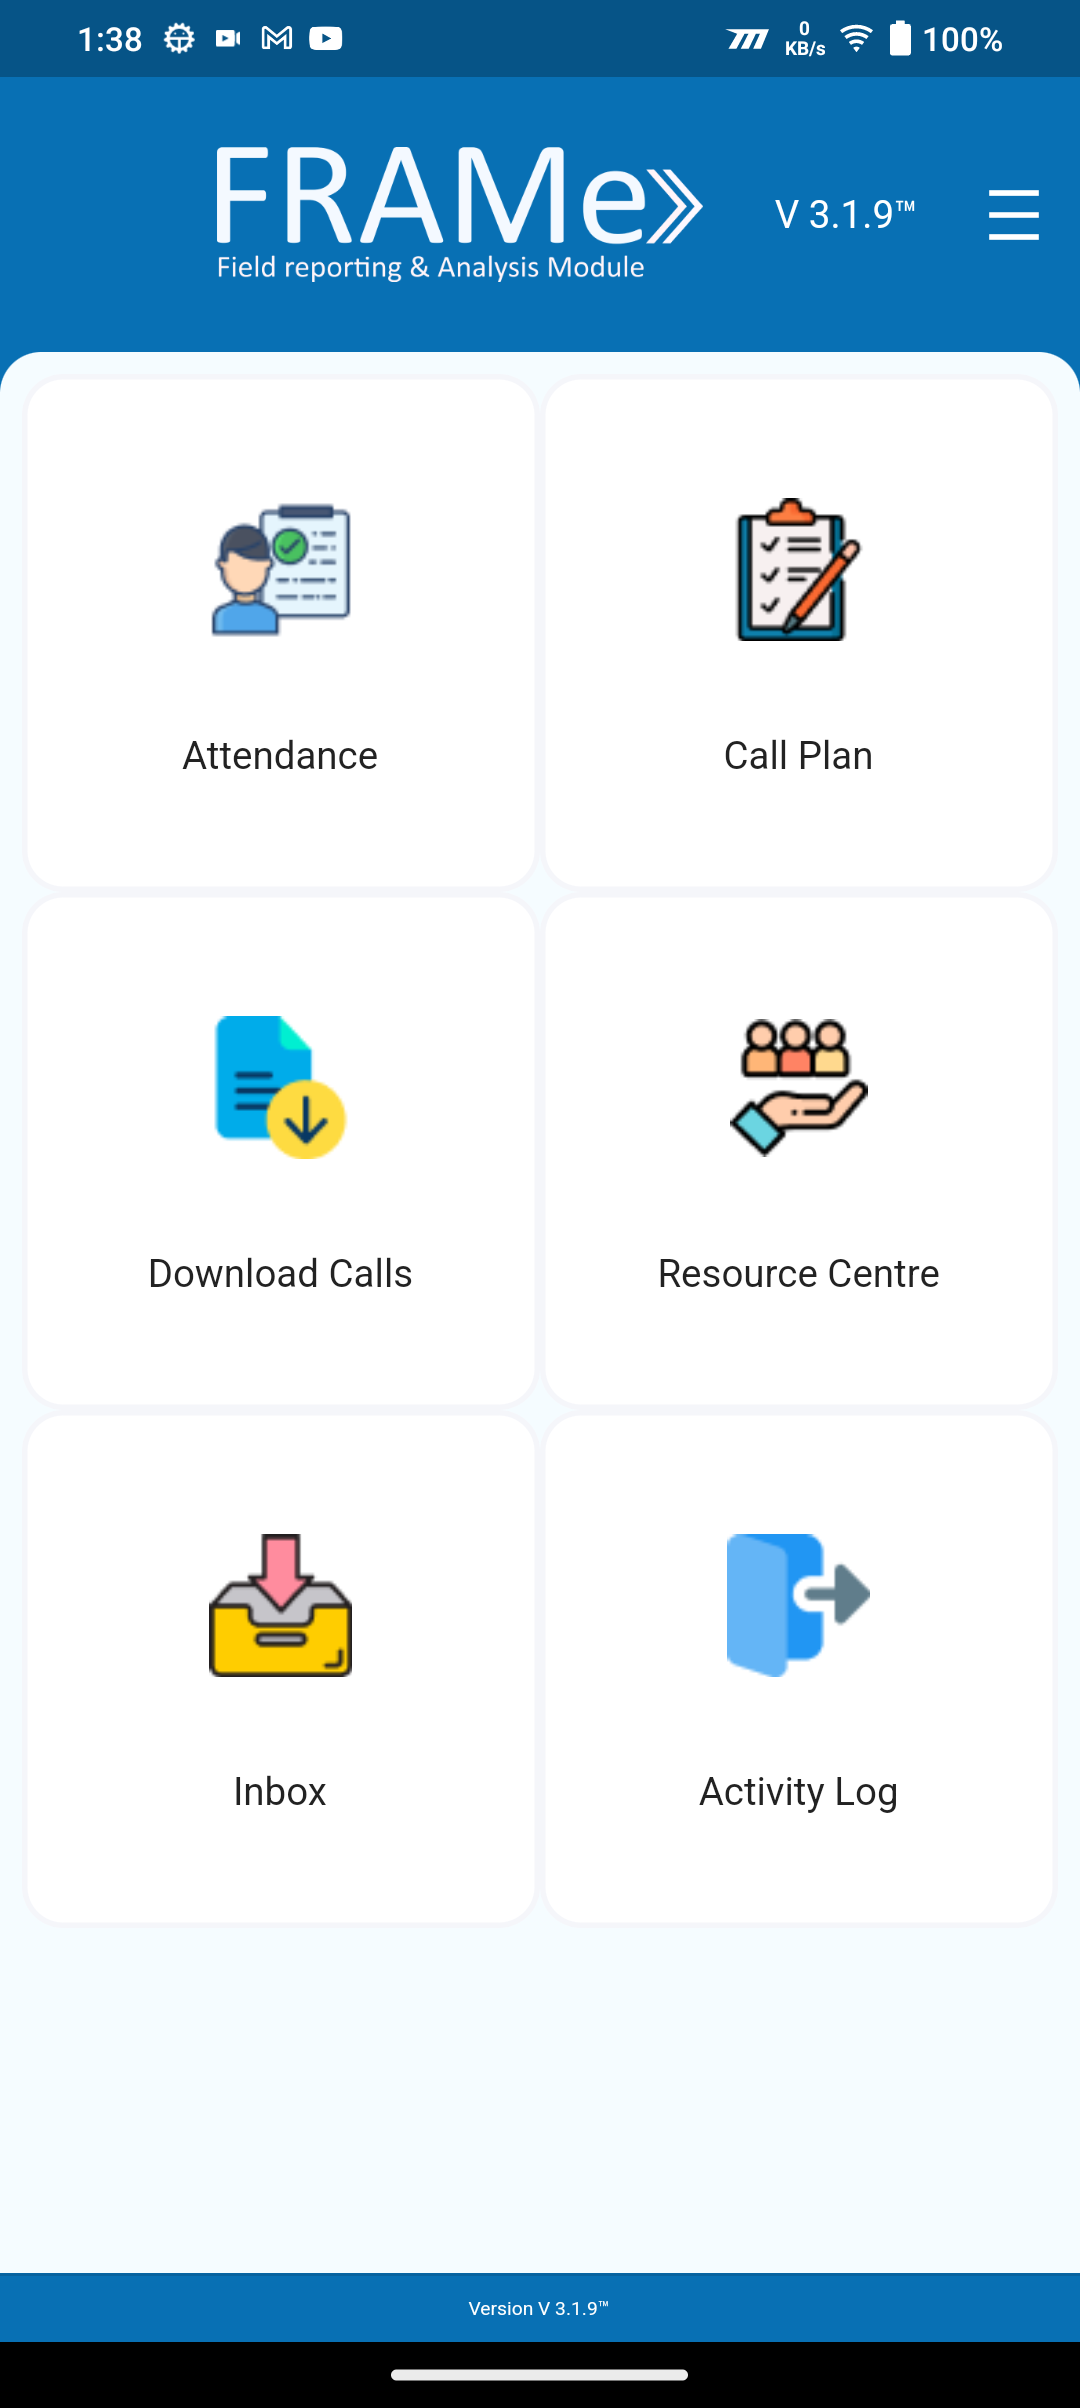 1:38
0
KB/s
100%
FRAMe
Field reporting & Analysis Module
V 3.1.9™
Attendance
Call Plan
Download Calls
Resource Centre
Inbox
Activity Log
Version V 3.1.9™